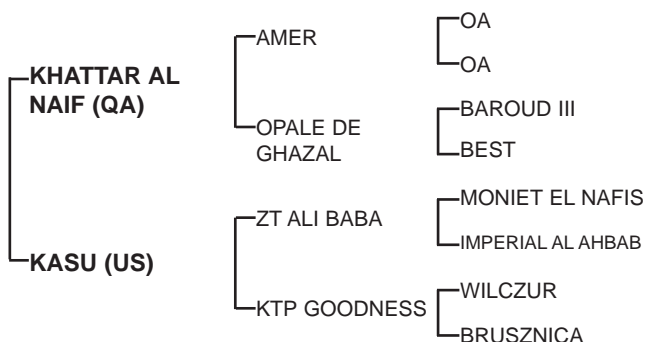 KHATTAR AL
NAIF (QA)
AMER
OA
OA
OPALE DE
GHAZAL
BAROUD III
BEST
KASU (US)
ZT ALI BABA
MONIET EL NAFIS
IMPERIAL AL AHBAB
KTP GOODNESS
WILCZUR
BRUSZNICA